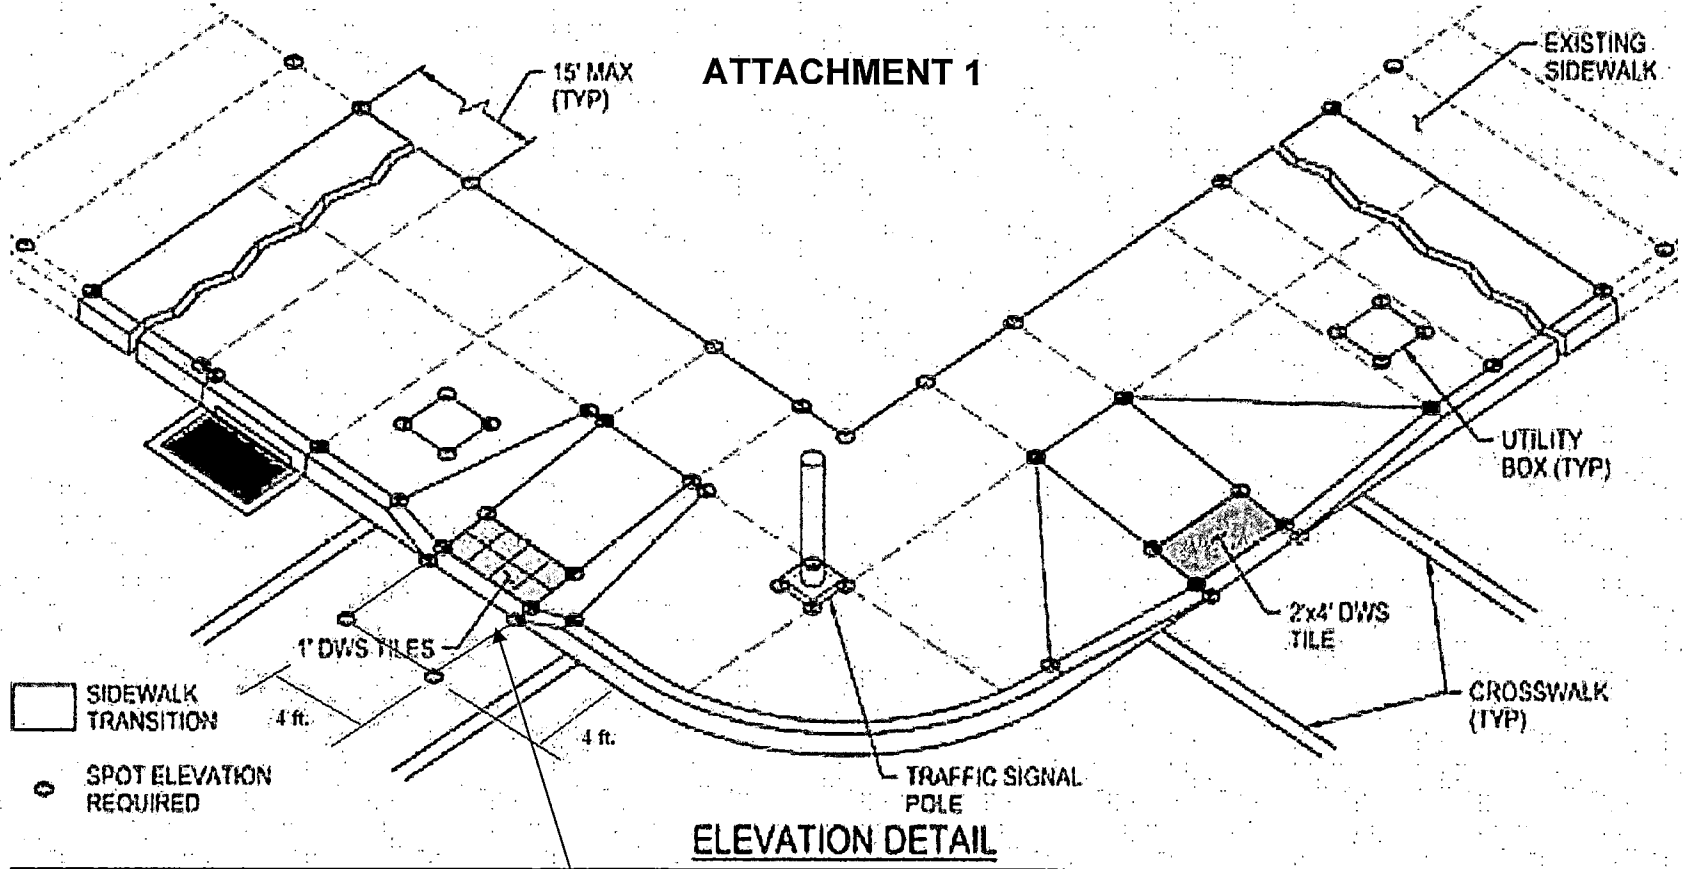 ATTACHMENT 1
15' MAX
(TYP)
EXISTING
SIDEWALK
UTILITY
BOX (TYP)
2'x4' DWS
TILE
1' DWS TILES
SIDEWALK
TRANSITION
4 ft.
4 ft.
CROSSWALK
(TYP)
SPOT ELEVATION
REQUIRED
TRAFFIC SIGNAL
POLE
ELEVATION DETAIL